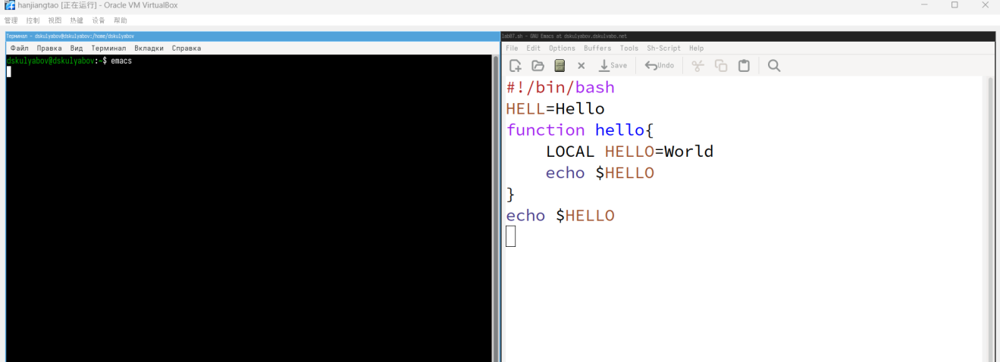 hanjiangtao [正在运行] - Oracle VM VirtualBox
管理 控制 视图 热键 设备 帮助
Терминал - dskulyabov@dskulyabov:/home/dskulyabov
Файл Правка Вид Терминал Вкладки Справка
dskulyabov@dskulyabov:~$ emacs
lab07.sh - GNU Emacs at dskulyabov.dskulyabo.net
File Edit Options Buffers Tools Sh-Script Help
Save Undo
#!/bin/bash
HELL=Hello
function hello{
LOCAL HELLO=World
echo $HELLO
}
echo $HELLO